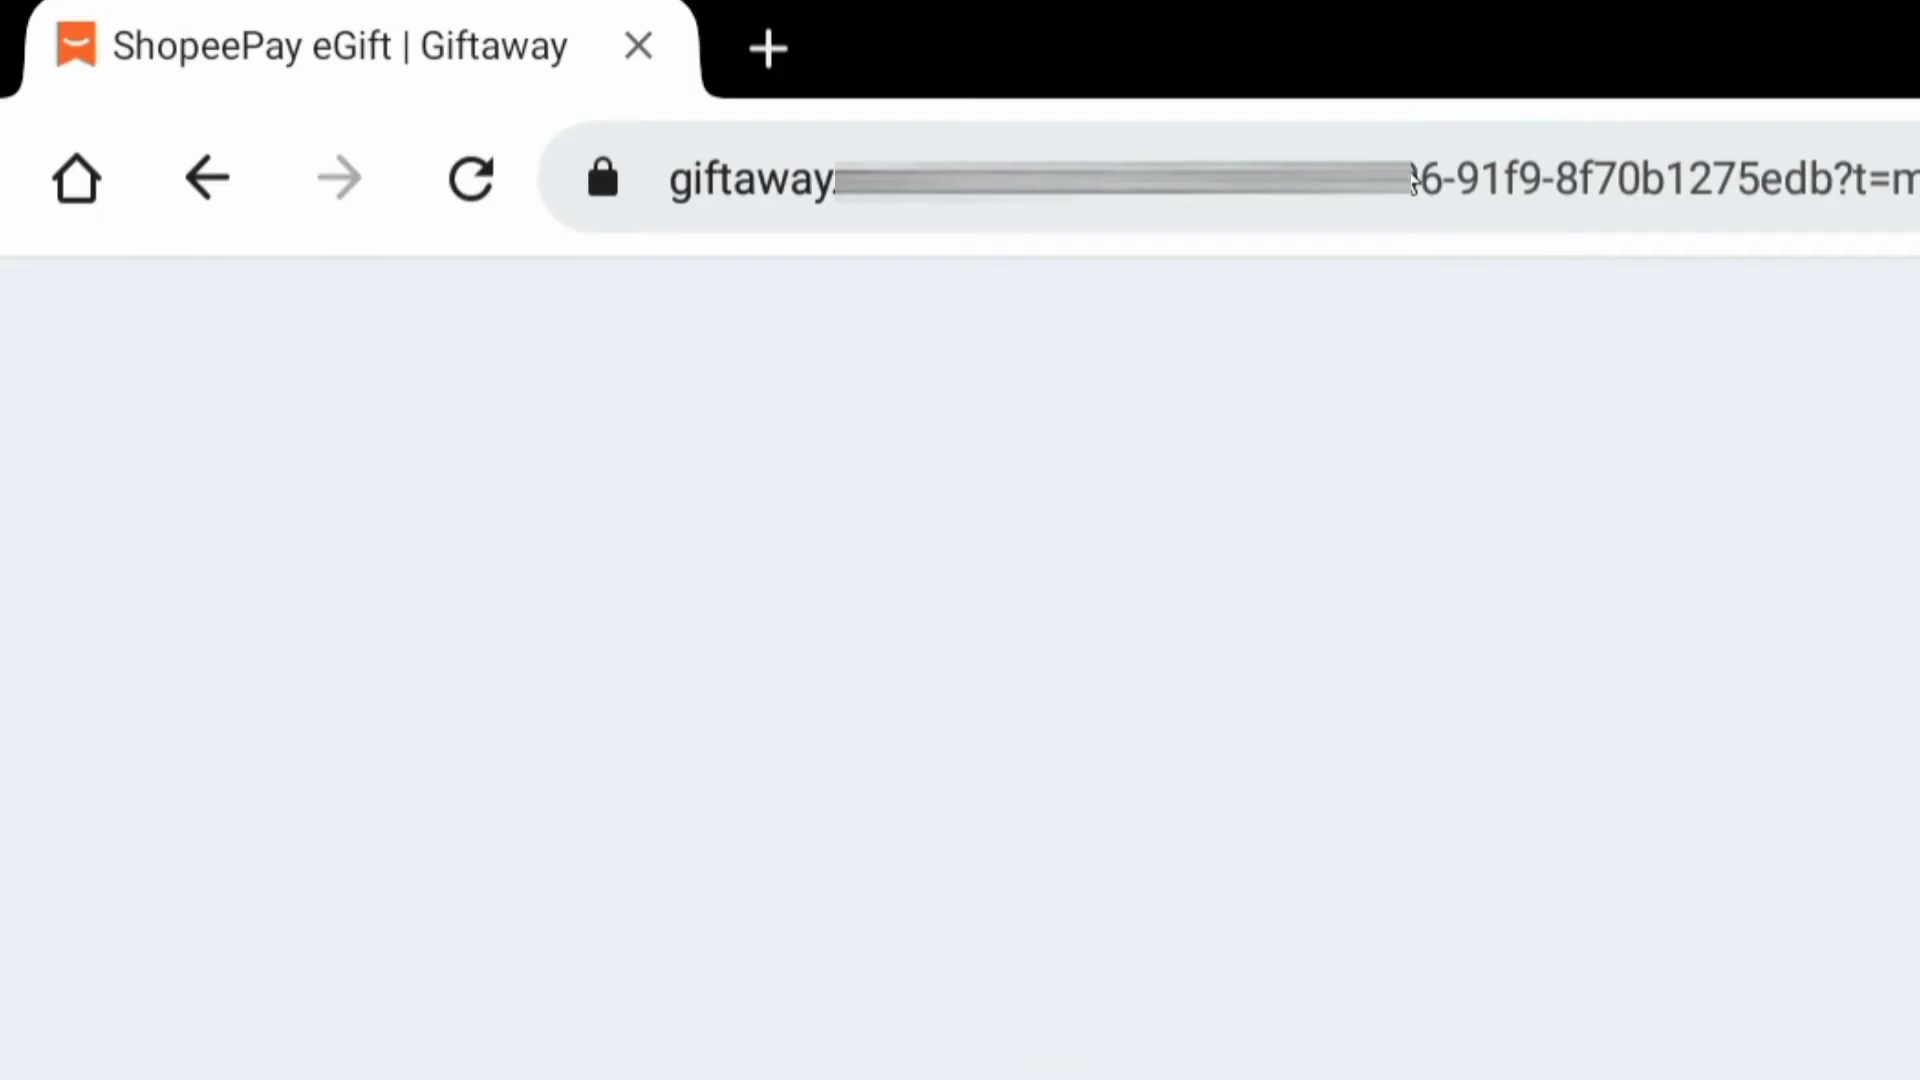 ShopeePay eGift | Giftaway
giftaway. 6-91f9-8f70b1275edb?t=m